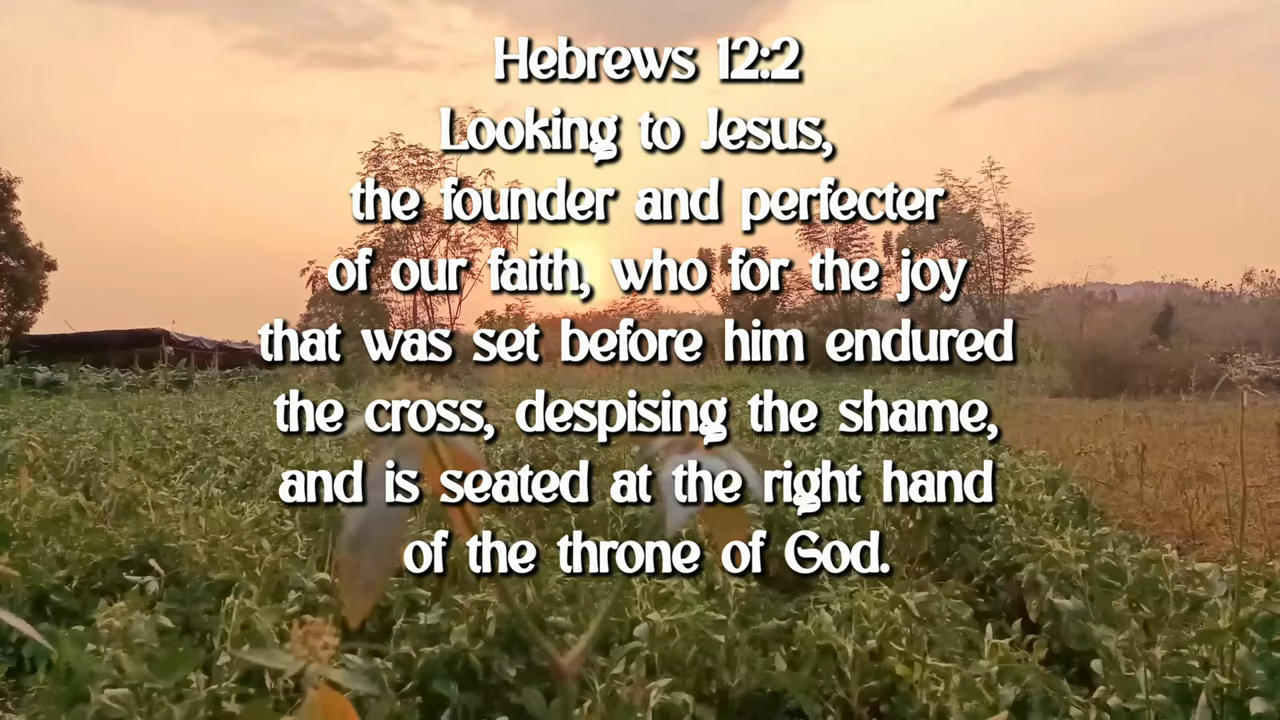 Hebrews 12:2
Looking to Jesus,
the founder and perfecter
of our faith, who for the joy
that was set before him endured
the cross, despising the shame,
and is seated at the right hand
of the throne of God.